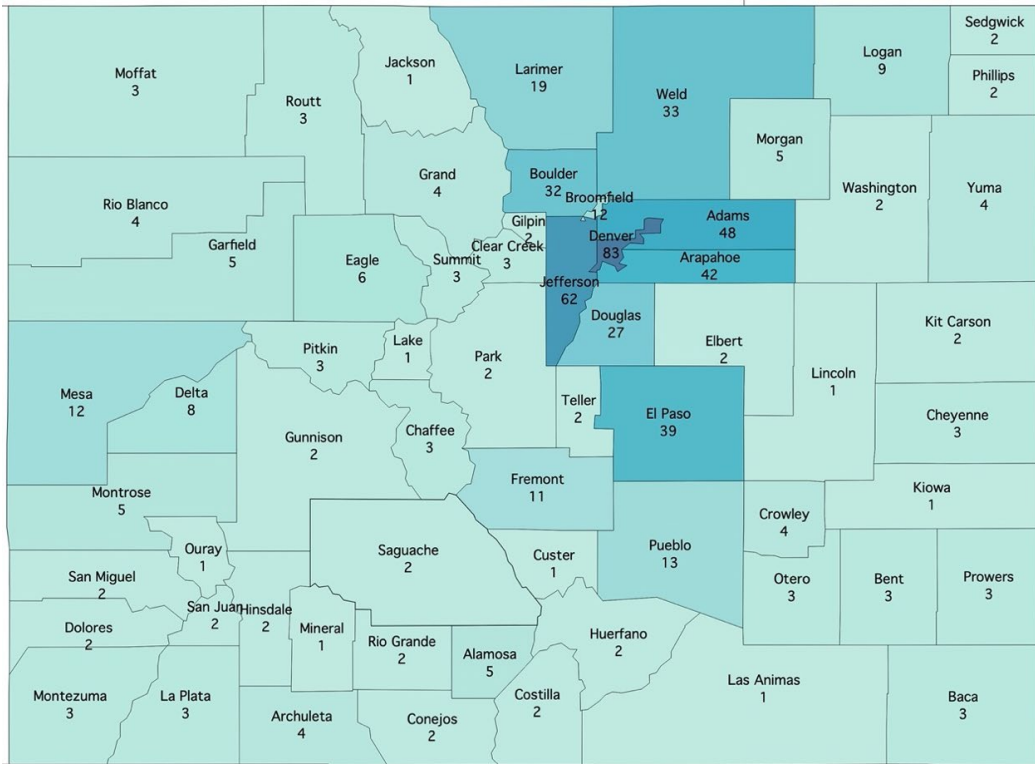 Sedgwick
2
Moffat
3
Jackson
1
Larimer
19
Logan
9
Phillips
2
Routt
3
Weld
33
Morgan
5
Rio Blanco
4
Grand
4
Boulder
32
Broomfield
12
Washington
2
Yuma
4
Garfield
5
Eagle
6
Gilpin
2
Clear Creek
3
Summit
3
Denver
83
Adams
48
Arapahoe
42
Jefferson
62
Douglas
27
Elbert
2
Lincoln
1
Kit Carson
2
Pitkin
3
Lake
1
Park
2
Mesa
12
Delta
8
Gunnison
2
Chaffee
3
Teller
2
El Paso
39
Cheyenne
3
Montrose
5
Fremont
11
Kiowa
1
Crowley
4
Ouray
1
Saguache
2
Custer
1
Pueblo
13
San Miguel
2
San Juan
2
Hinsdale
2
Otero
3
Bent
3
Prowers
3
Dolores
2
Mineral
1
Rio Grande
2
Alamosa
5
Huerfano
2
Montezuma
3
La Plata
3
Archuleta
4
Conejos
2
Costilla
2
Las Animas
1
Baca
3